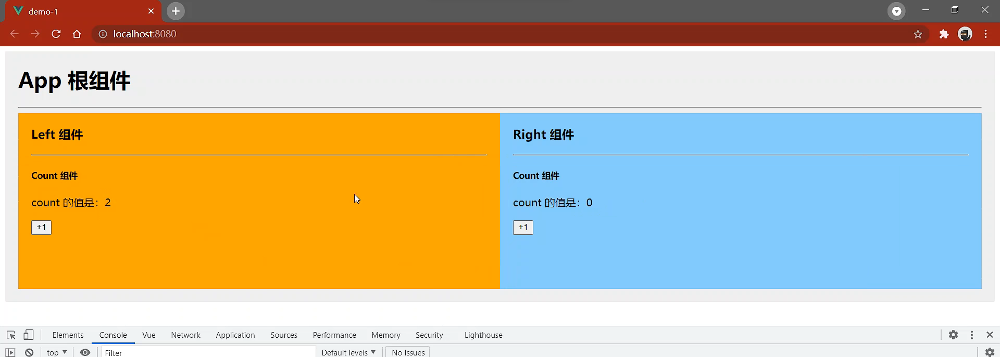 demo-1
localhost:8080
App 根组件
Left 组件
Count 组件
count 的值是：2
+1
Right 组件
Count 组件
count 的值是：0
+1
Elements Console Vue Network Application Sources Performance Memory Security Lighthouse
top Filter Default levels No Issues